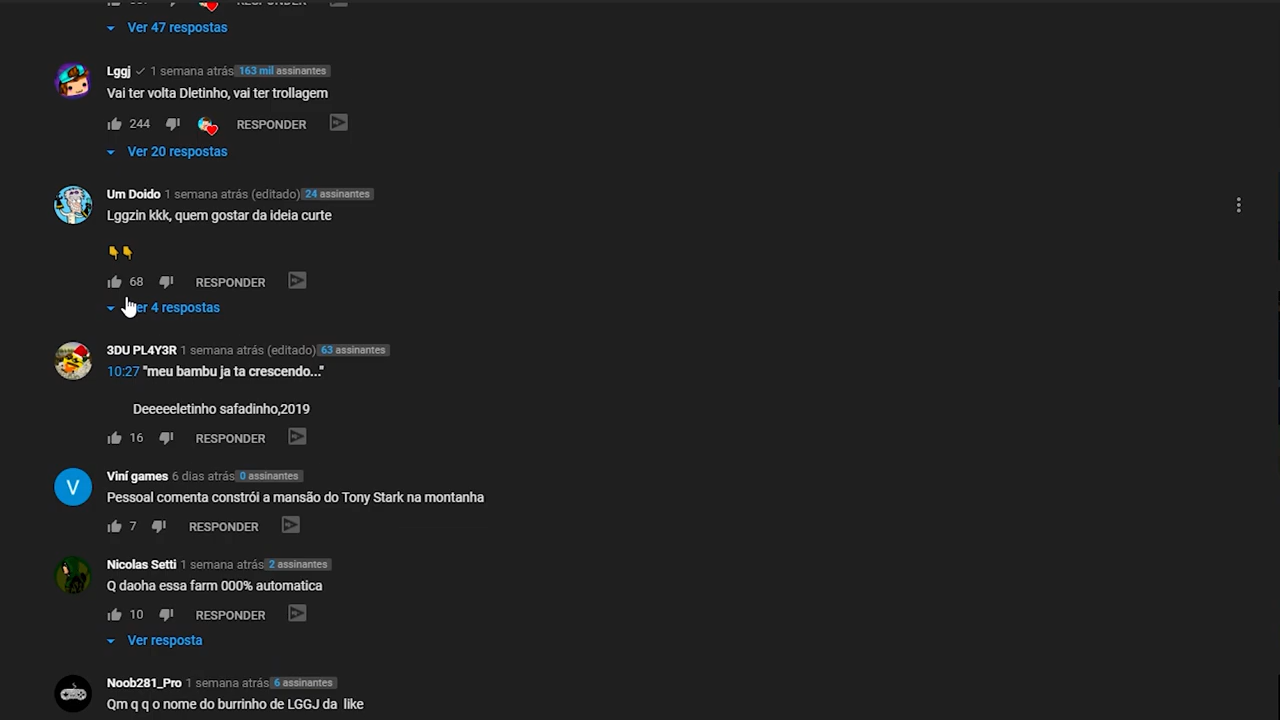 RESPONDER
Ver 47 respostas
Lggj 1 semana atrás 163 mil assinantes
Vai ter volta Dletinho, vai ter trollagem
244 RESPONDER
Ver 20 respostas
Um Doido 1 semana atrás (editado) 24 assinantes
Lggzin kkk, quem gostar da ideia curte
👇👇
68 RESPONDER
Ver 4 respostas
3DU PL4Y3R 1 semana atrás (editado) 63 assinantes
10:27 "meu bambu ja ta crescendo..."
Deeeeeletinho safadinho,2019
16 RESPONDER
Viní games 6 dias atrás 0 assinantes
Pessoal comenta constrói a mansão do Tony Stark na montanha
7 RESPONDER
V
Nicolas Setti 1 semana atrás 2 assinantes
Q daoha essa farm 000% automatica
10 RESPONDER
Ver resposta
Noob281_Pro 1 semana atrás 6 assinantes
Qm q q o nome do burrinho de LGGJ da like